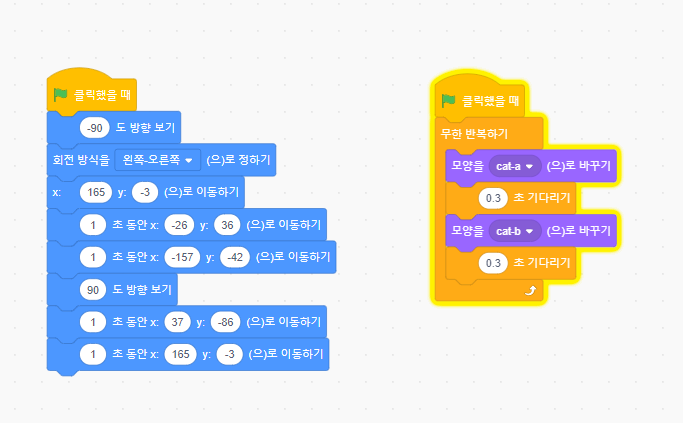 클릭했을 때
-90 도 방향 보기
회전 방식을 왼쪽-오른쪽 (으)로 정하기
x: 165 y: -3 (으)로 이동하기
1 초 동안 x: -26 y: 36 (으)로 이동하기
1 초 동안 x: -157 y: -42 (으)로 이동하기
90 도 방향 보기
1 초 동안 x: 37 y: -86 (으)로 이동하기
1 초 동안 x: 165 y: -3 (으)로 이동하기
클릭했을 때
무한 반복하기
모양을 cat-a (으)로 바꾸기
0.3 초 기다리기
모양을 cat-b (으)로 바꾸기
0.3 초 기다리기